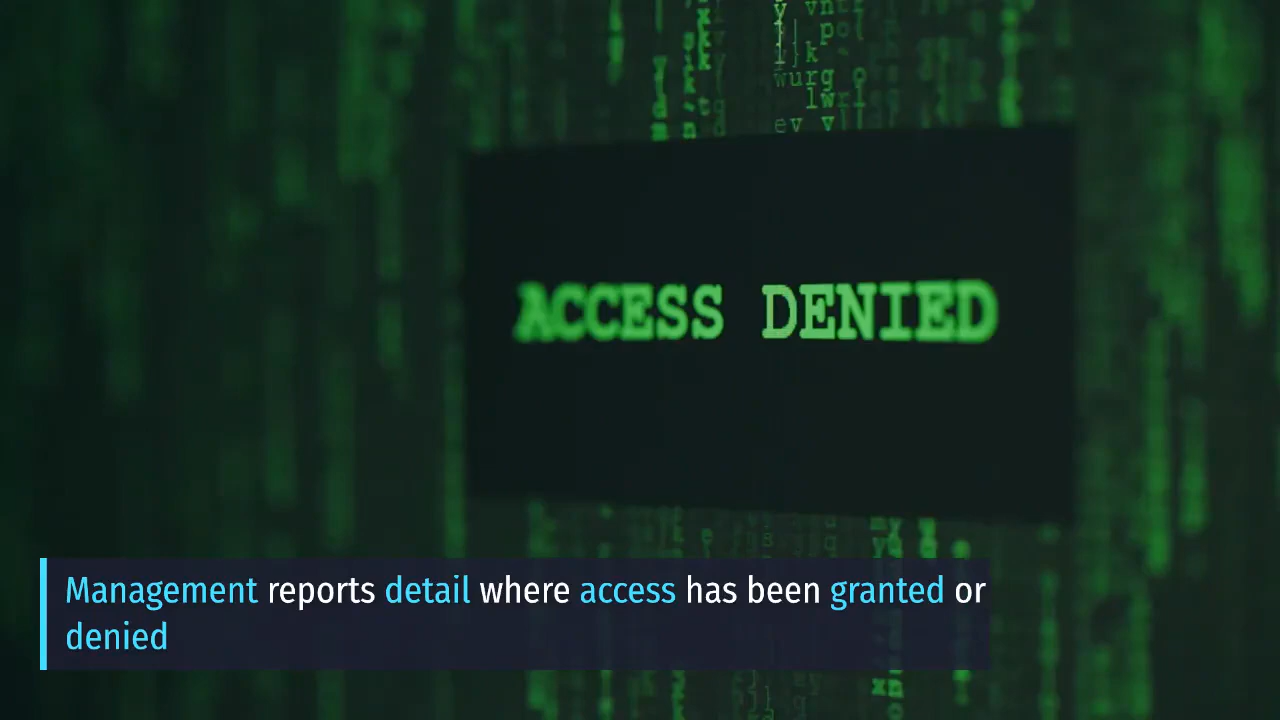 ACCESS DENIED
Management reports detail where access has been granted or
denied